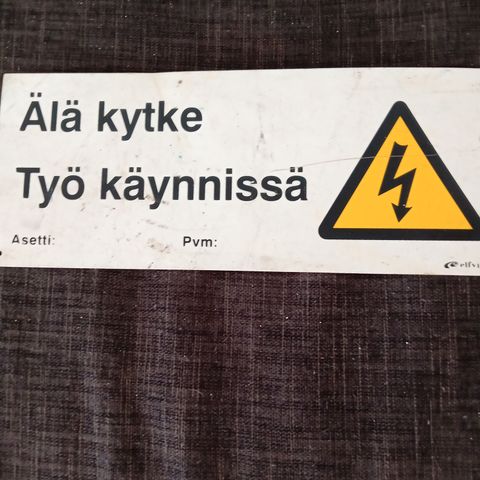 Älä kytke
Työ käynnissä
Asetti: Pvm: